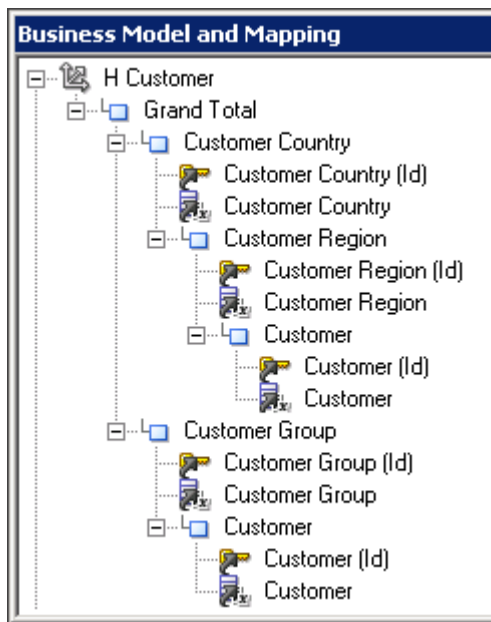 Business Model and Mapping
H Customer
Grand Total
Customer Country
Customer Country (Id)
Customer Country
Customer Region
Customer Region (Id)
Customer Region
Customer
Customer (Id)
Customer
Customer Group
Customer Group (Id)
Customer Group
Customer
Customer (Id)
Customer